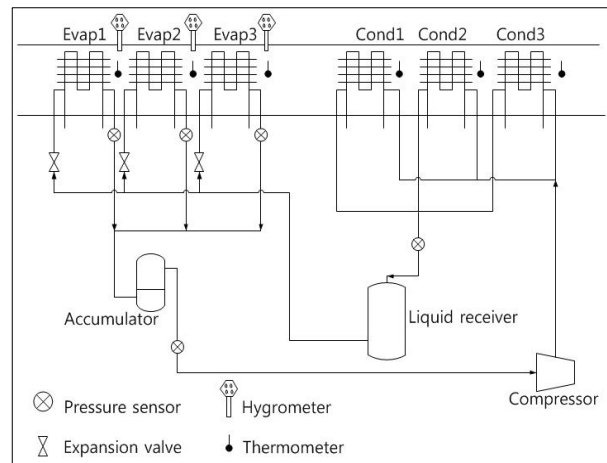 Evap1 Evap2 Evap3 Cond1 Cond2 Cond3
Accumulator
Liquid receiver
Compressor
Pressure sensor
Hygrometer
Expansion valve
Thermometer